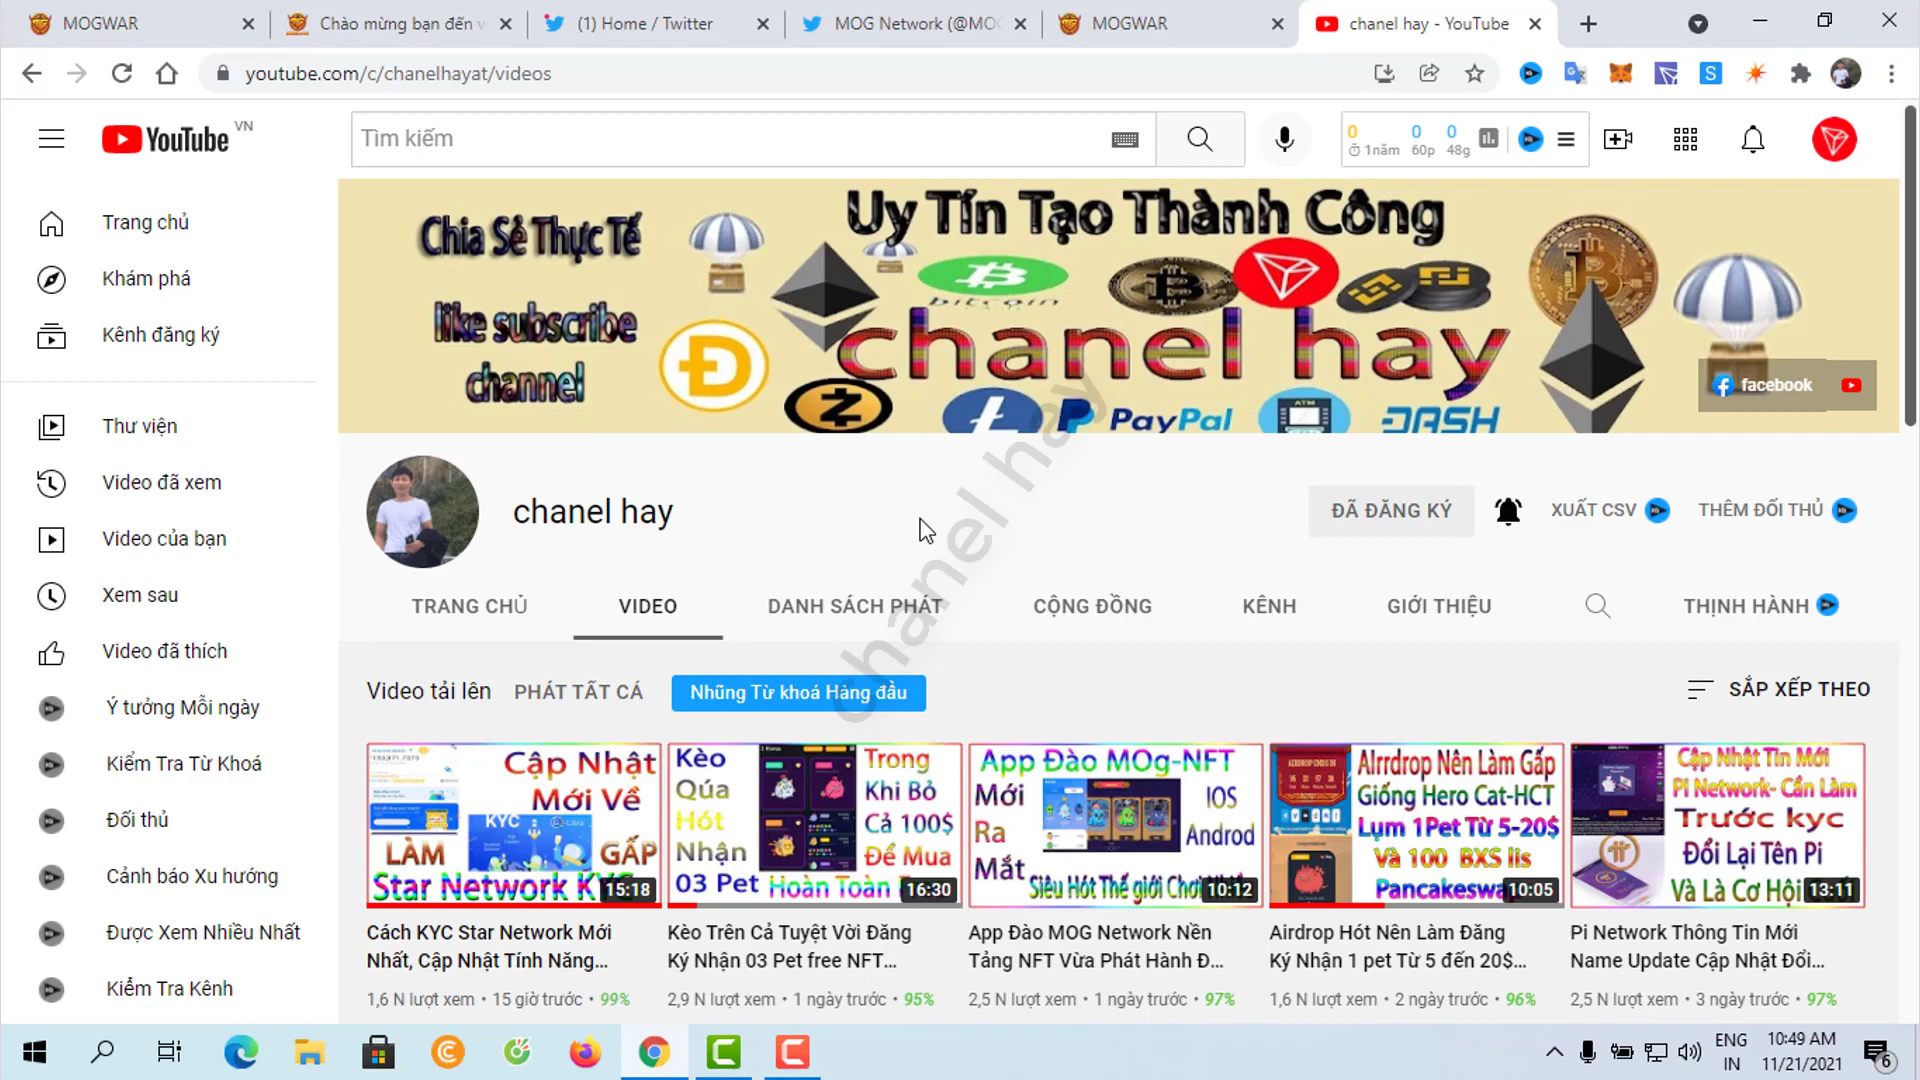 MOGWAR
Chào mừng bạn đến v
(1) Home / Twitter
MOG Network (@MO
MOGWAR
chanel hay - YouTube
youtube.com/c/chanelhayat/videos
YouTube VN
Tìm kiếm
0 0 0
1năm 60p 48g
Chia Sẻ Thực Tế
like subscribe
channel
Uy Tín Tạo Thành Công
bitcoin
chanel hay
PayPal
ATM
DASH
facebook
Trang chủ
Khám phá
Kênh đăng ký
Thư viện
Video đã xem
Video của bạn
Xem sau
Video đã thích
Ý tưởng Mỗi ngày
Kiểm Tra Từ Khoá
Đối thủ
Cảnh báo Xu hướng
Được Xem Nhiều Nhất
Kiểm Tra Kênh
chanel hay
ĐÃ ĐĂNG KÝ
XUẤT CSV
THÊM ĐỐI THỦ
chanel hay
TRANG CHỦ
VIDEO
DANH SÁCH PHÁT
CỘNG ĐỒNG
KÊNH
GIỚI THIỆU
THỊNH HÀNH
Video tải lên
PHÁT TẤT CẢ
Những Từ khoá Hàng đầu
SẮP XẾP THEO
Cập Nhật
Mới Về
KYC
Libra
LÀM
GẤP
Star Network KYC
15:18
Kèo
Qúa
Hót
Nhận
03 Pet
Trong
Khi Bỏ
Cả 100$
Để Mua
Hoàn Toàn
16:30
App Đào MOg-NFT
Mới
Ra
Mắt
IOS
Androd
Siêu Hót Thế giới Chơi
10:12
AIrrdrop Nên Làm Gấp
Giống Hero Cat-HCT
Lụm 1Pet Từ 5-20$
Và 100 BXS lis
Pancakeswa
10:05
Cập Nhật Tin Mới
Pi Network- Cần Làm
Trước kyc
Đổi Lại Tên Pi
Và Là Cơ Hội
13:11
Cách KYC Star Network Mới
Nhất, Cập Nhật Tính Năng...
1,6 N lượt xem • 15 giờ trước • 99%
Kèo Trên Cả Tuyệt Vời Đăng
Ký Nhận 03 Pet free NFT...
2,9 N lượt xem • 1 ngày trước • 95%
App Đào MOG Network Nền
Tảng NFT Vừa Phát Hành Đ...
2,5 N lượt xem • 1 ngày trước • 97%
Airdrop Hót Nên Làm Đăng
Ký Nhận 1 pet Từ 5 đến 20$...
1,6 N lượt xem • 2 ngày trước • 96%
Pi Network Thông Tin Mới
Name Update Cập Nhật Đổi...
2,5 N lượt xem • 3 ngày trước • 97%
ENG
IN
10:49 AM
11/21/2021
6